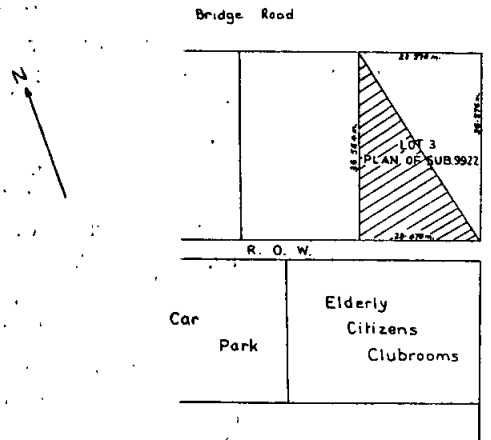 Bridge Road
N
LOT 3
PLAN OF SUB.9922
R. O. W.
Car
Park
Elderly
Citizens
Clubrooms